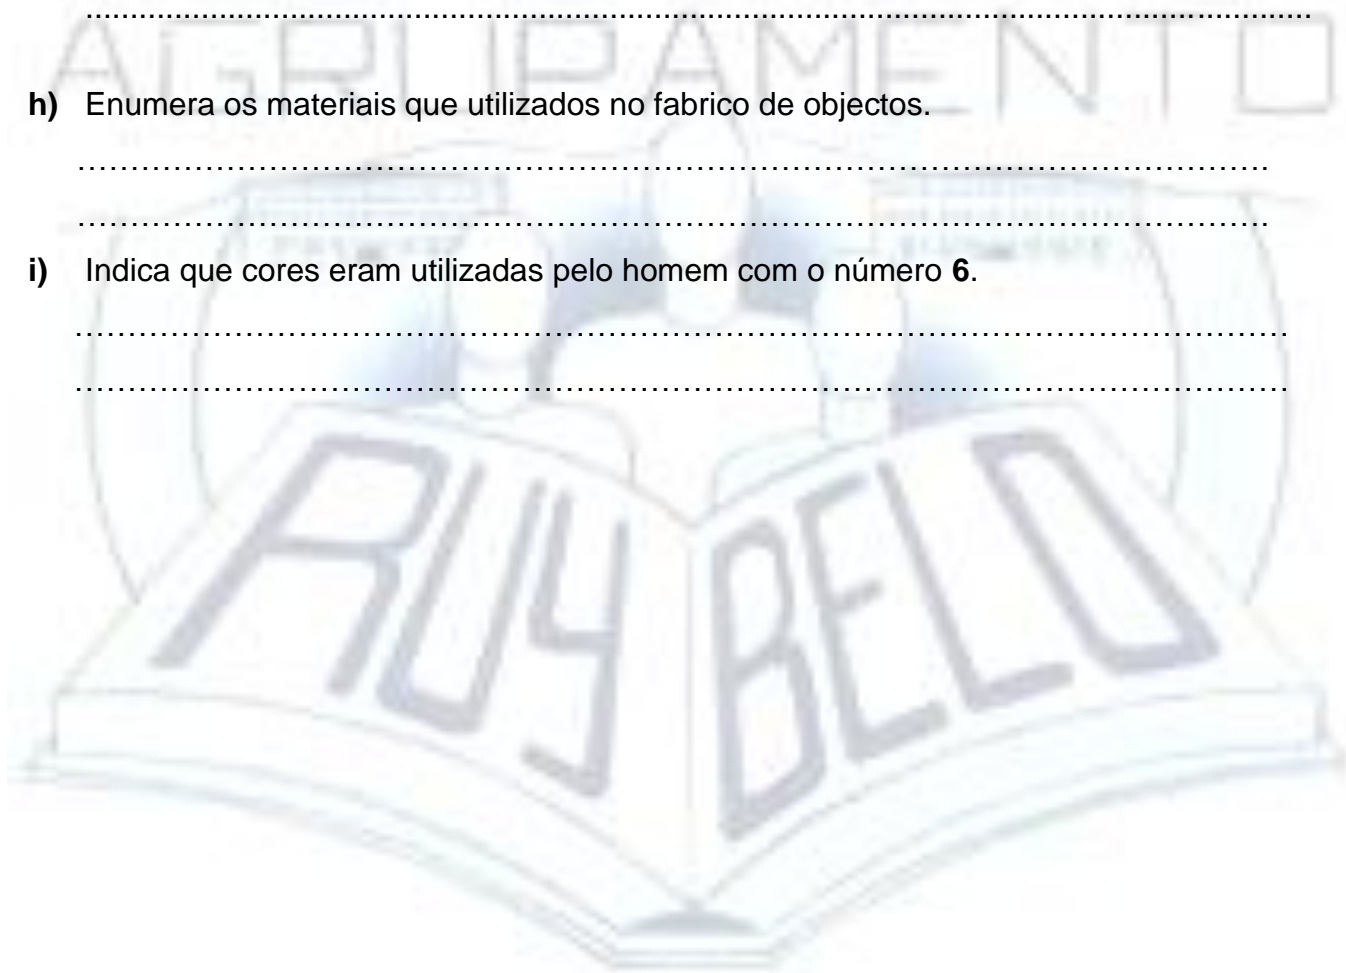 AGRUPAMENTO
h) Enumera os materiais que utilizados no fabrico de objectos.
i) Indica que cores eram utilizadas pelo homem com o número 6.
RUY BELO